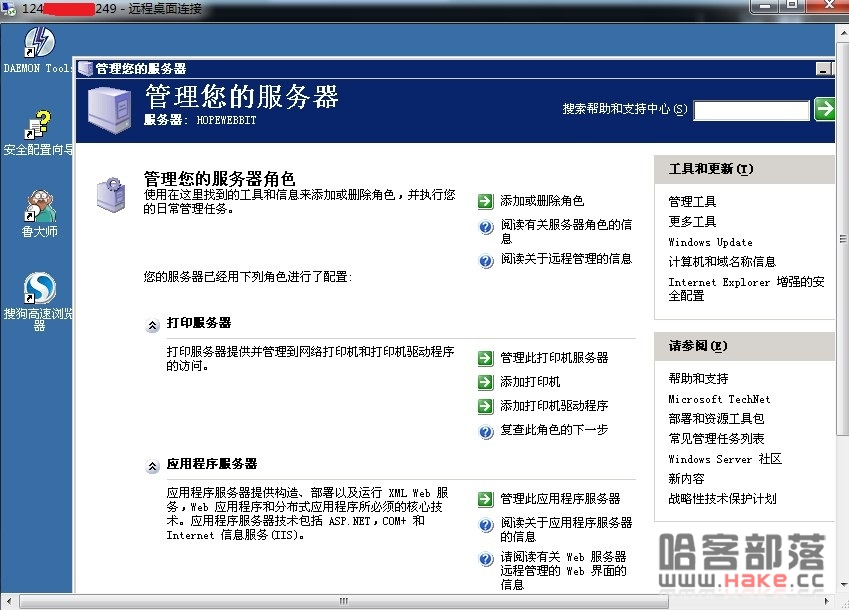 124 249 - 远程桌面连接
DAEMON Tools
安全配置向导
鲁大师
搜狗高速浏览
器
管理您的服务器
管理您的服务器
服务器: HOPEWEBBIT
搜索帮助和支持中心(S)
管理您的服务器角色
使用在这里找到的工具和信息来添加或删除角色，并执行您
的日常管理任务。
添加或删除角色
阅读有关服务器角色的信
息
阅读关于远程管理的信息
您的服务器已经用下列角色进行了配置:
打印服务器
打印服务器提供并管理到网络打印机和打印机驱动程序
的访问。
管理此打印机服务器
添加打印机
添加打印机驱动程序
复查此角色的下一步
应用程序服务器
应用程序服务器提供构造、部署以及运行 XML Web 服
务，Web 应用程序和分布式应用程序所必须的核心技
术。应用程序服务器技术包括 ASP.NET，COM+ 和
Internet 信息服务(IIS)。
管理此应用程序服务器
阅读关于应用程序服务器
的信息
请阅读有关 Web 服务器
远程管理的 Web 界面的
信息
工具和更新(T)
管理工具
更多工具
Windows Update
计算机和域名称信息
Internet Explorer 增强的安
全配置
请参阅(E)
帮助和支持
Microsoft TechNet
部署和资源工具包
常见管理任务列表
Windows Server 社区
新内容
战略性技术保护计划
哈客部落
www.Hake.cc